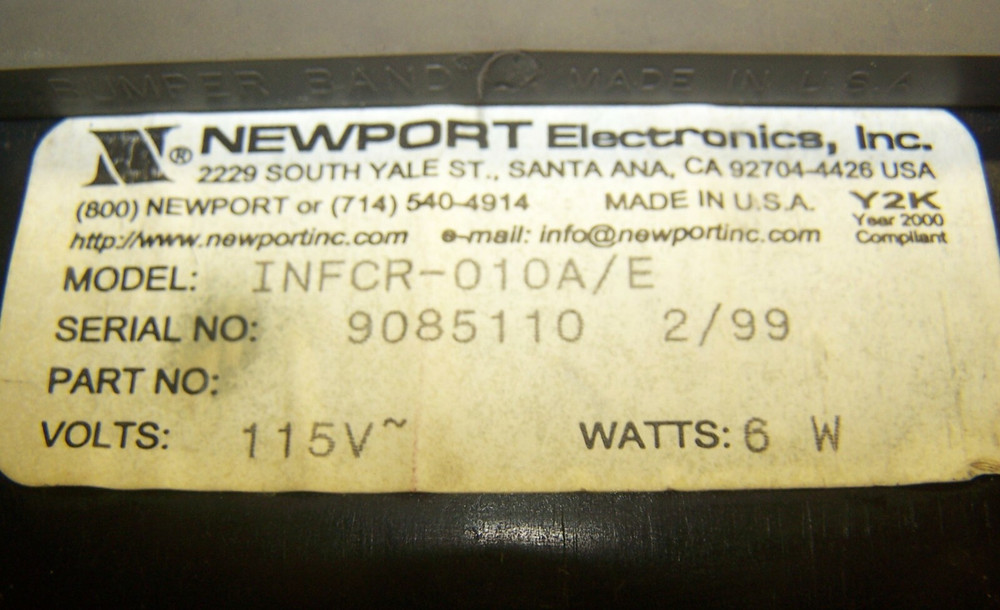 BUMPER BAND® MADE IN U.S.A
N® NEWPORT Electronics, Inc.
2229 SOUTH YALE ST., SANTA ANA, CA 92704-4426 USA
(800) NEWPORT or (714) 540-4914 MADE IN U.S.A. Y2K
Year 2000
http://www.newportinc.com e-mail: info@newportinc.com Compliant
MODEL: INFCR-010A/E
SERIAL NO: 9085110 2/99
PART NO:
VOLTS: 115V~ WATTS: 6 W